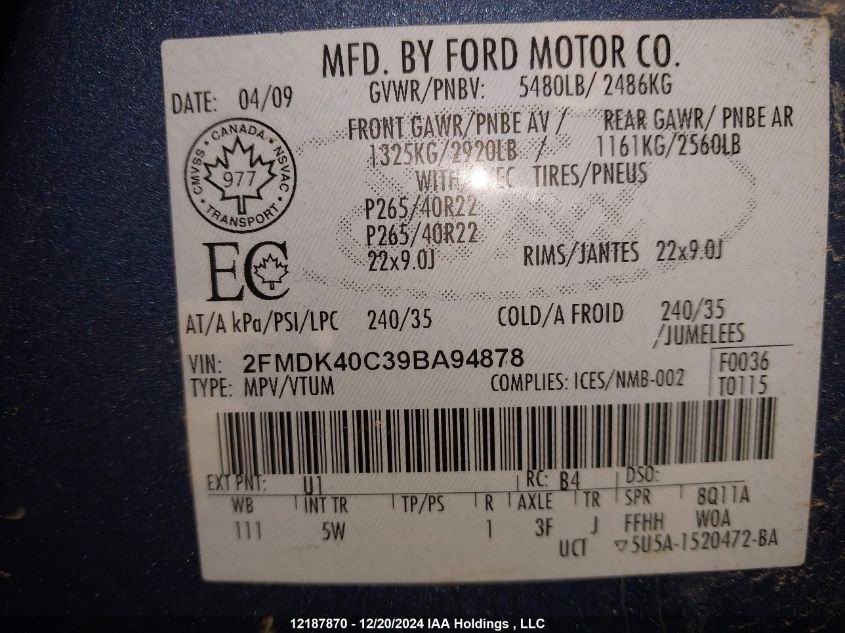 MFD. BY FORD MOTOR CO.
DATE: 04/09 GVWR/PNBV: 5480LB/ 2486KG
FRONT GAWR/PNBE AV / REAR GAWR/ PNBE AR
1325KG/2920LB / 1161KG/2560LB
WITH/ EC TIRES/PNEUS
CMVSS • CANADA • NSVAC • TRANSPORT •
977
P265/40R22
P265/40R22
EC
22x9.0J RIMS/JANTES 22x9.0J
AT/A kPa/PSI/LPC 240/35 COLD/A FROID 240/35
/JUMELEES
VIN: 2FMDK40C39BA94878 F0036
TYPE: MPV/VTUM COMPLIES: ICES/NMB-002 T0115
EXT PNT: U1 RC: B4 DSO:
WB INT TR TP/PS R AXLE TR SPR 8Q11A
111 5W 1 3F J FFHH WOA
UCT ▽5U5A-1520472-BA
12187870 - 12/20/2024 IAA Holdings , LLC